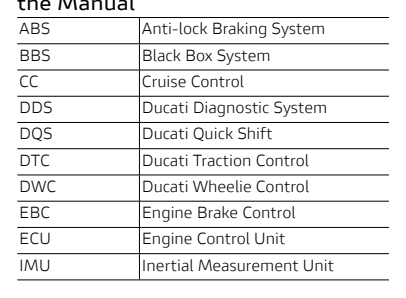 the Manual
ABS Anti-lock Braking System
BBS Black Box System
CC Cruise Control
DDS Ducati Diagnostic System
DQS Ducati Quick Shift
DTC Ducati Traction Control
DWC Ducati Wheelie Control
EBC Engine Brake Control
ECU Engine Control Unit
IMU Inertial Measurement Unit